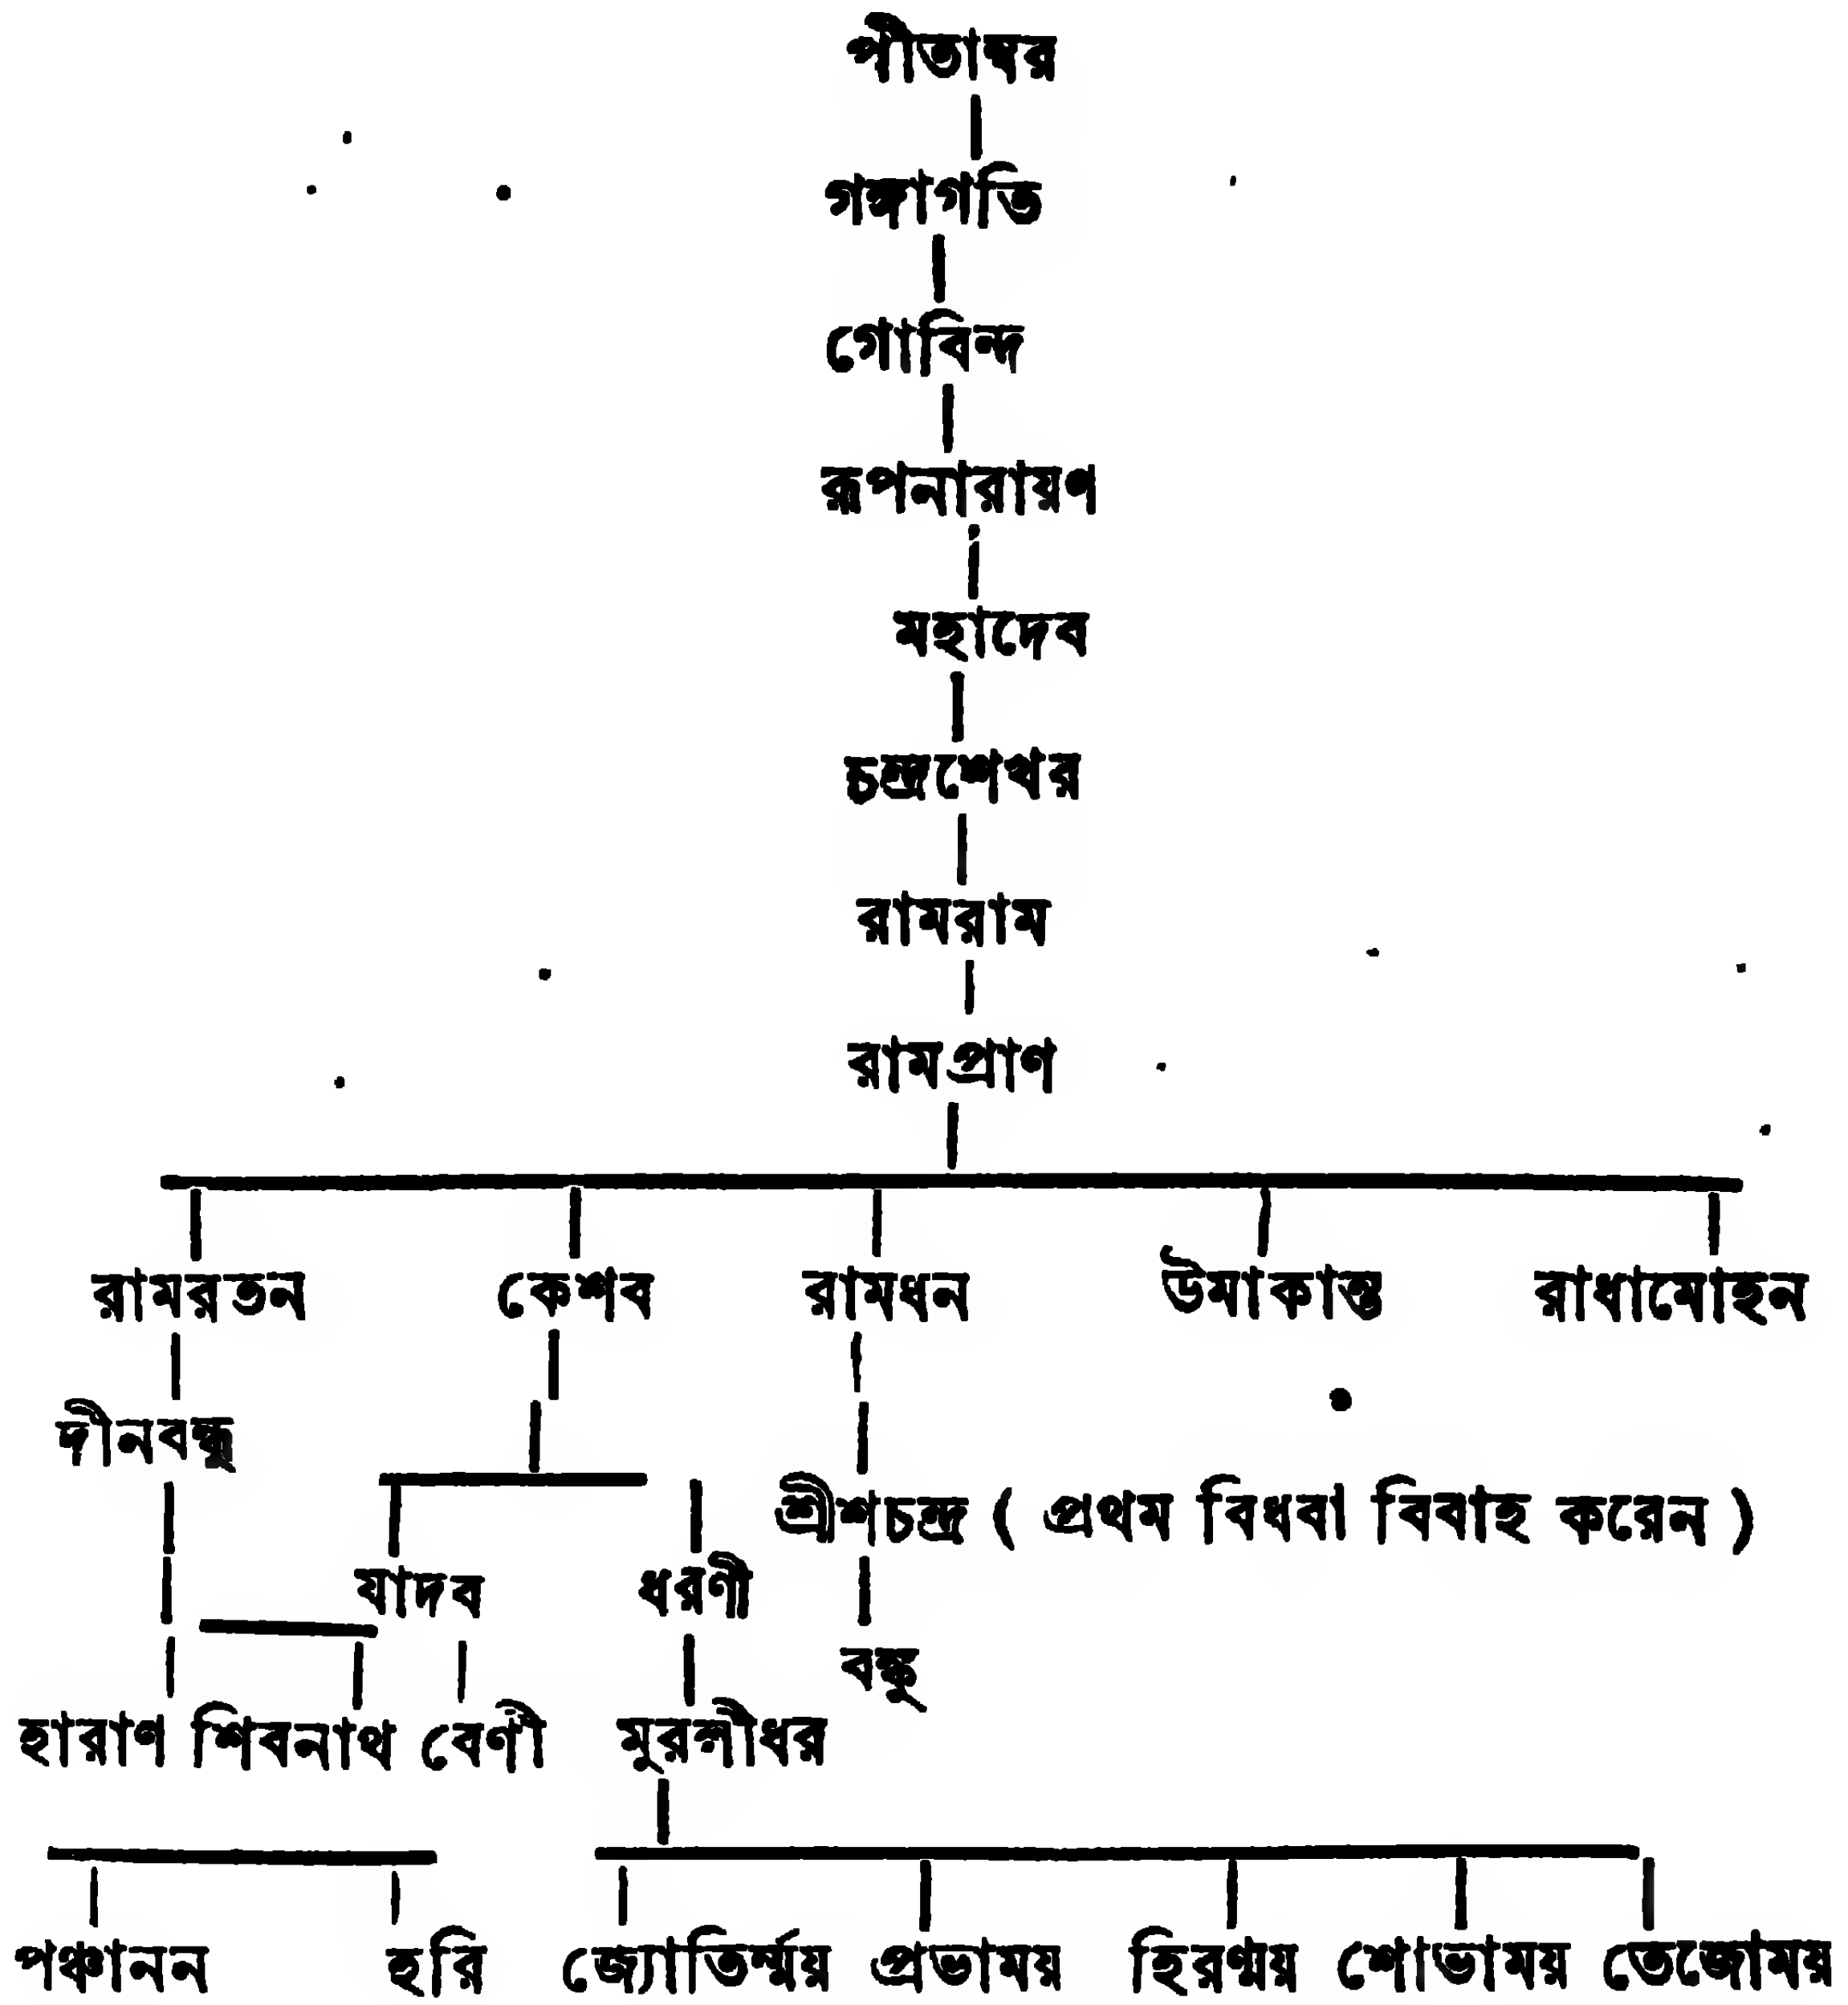 পীতাম্বর
গঙ্গাগতি
গোবিন্দ
রূপনারায়ণ
মহাদেব
চন্দ্রশেখর
রামরাম
রামপ্রাণ
রামরতন কেশব রামধন উমাকান্ত রাধামোহন
দীনবন্ধু
শ্রীশচন্দ্র ( প্রথম বিধবা বিবাহ করেন )
যাদব ধরণী
বঙ্কু
হারাণ শিবনাথ বেণী মুরলীধর
পঞ্চানন হরি জ্যোতির্ম্ময় প্রভাময় হিরণ্ময় শোভাময় তেজোময়